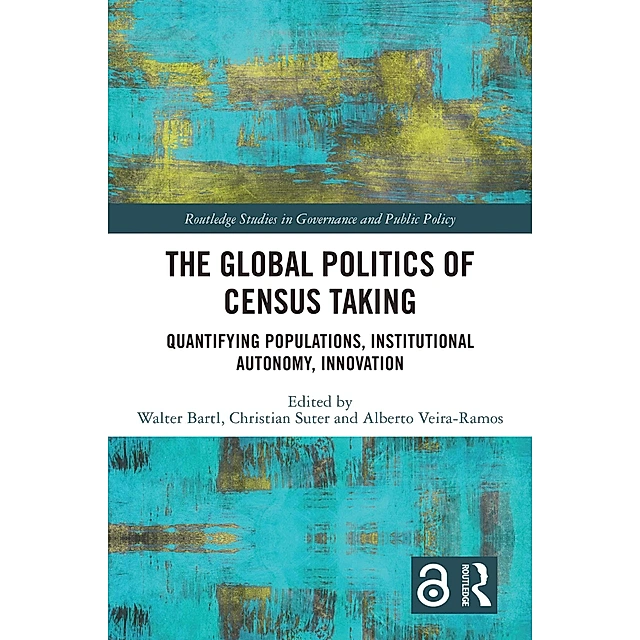 Routledge Studies in Governance and Public Policy
THE GLOBAL POLITICS OF
CENSUS TAKING
QUANTIFYING POPULATIONS, INSTITUTIONAL
AUTONOMY, INNOVATION
Edited by
Walter Bartl, Christian Suter and Alberto Veira-Ramos
ROUTLEDGE